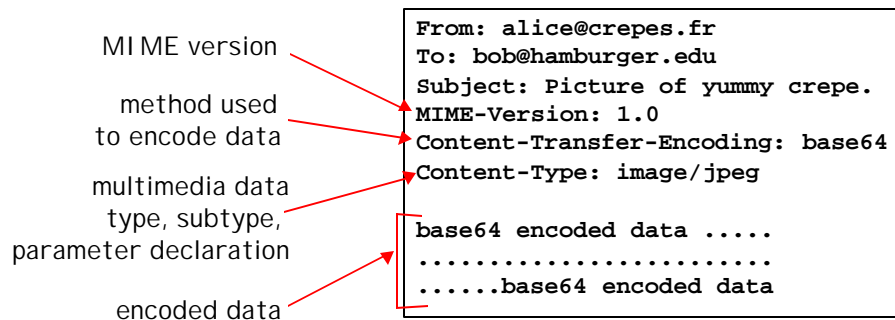 MIME version
method used
to encode data
multimedia data
type, subtype,
parameter declaration
encoded data
From: alice@crepes.fr
To: bob@hamburger.edu
Subject: Picture of yummy crepe.
MIME-Version: 1.0
Content-Transfer-Encoding: base64
Content-Type: image/jpeg
base64 encoded data .....
.........................
......base64 encoded data